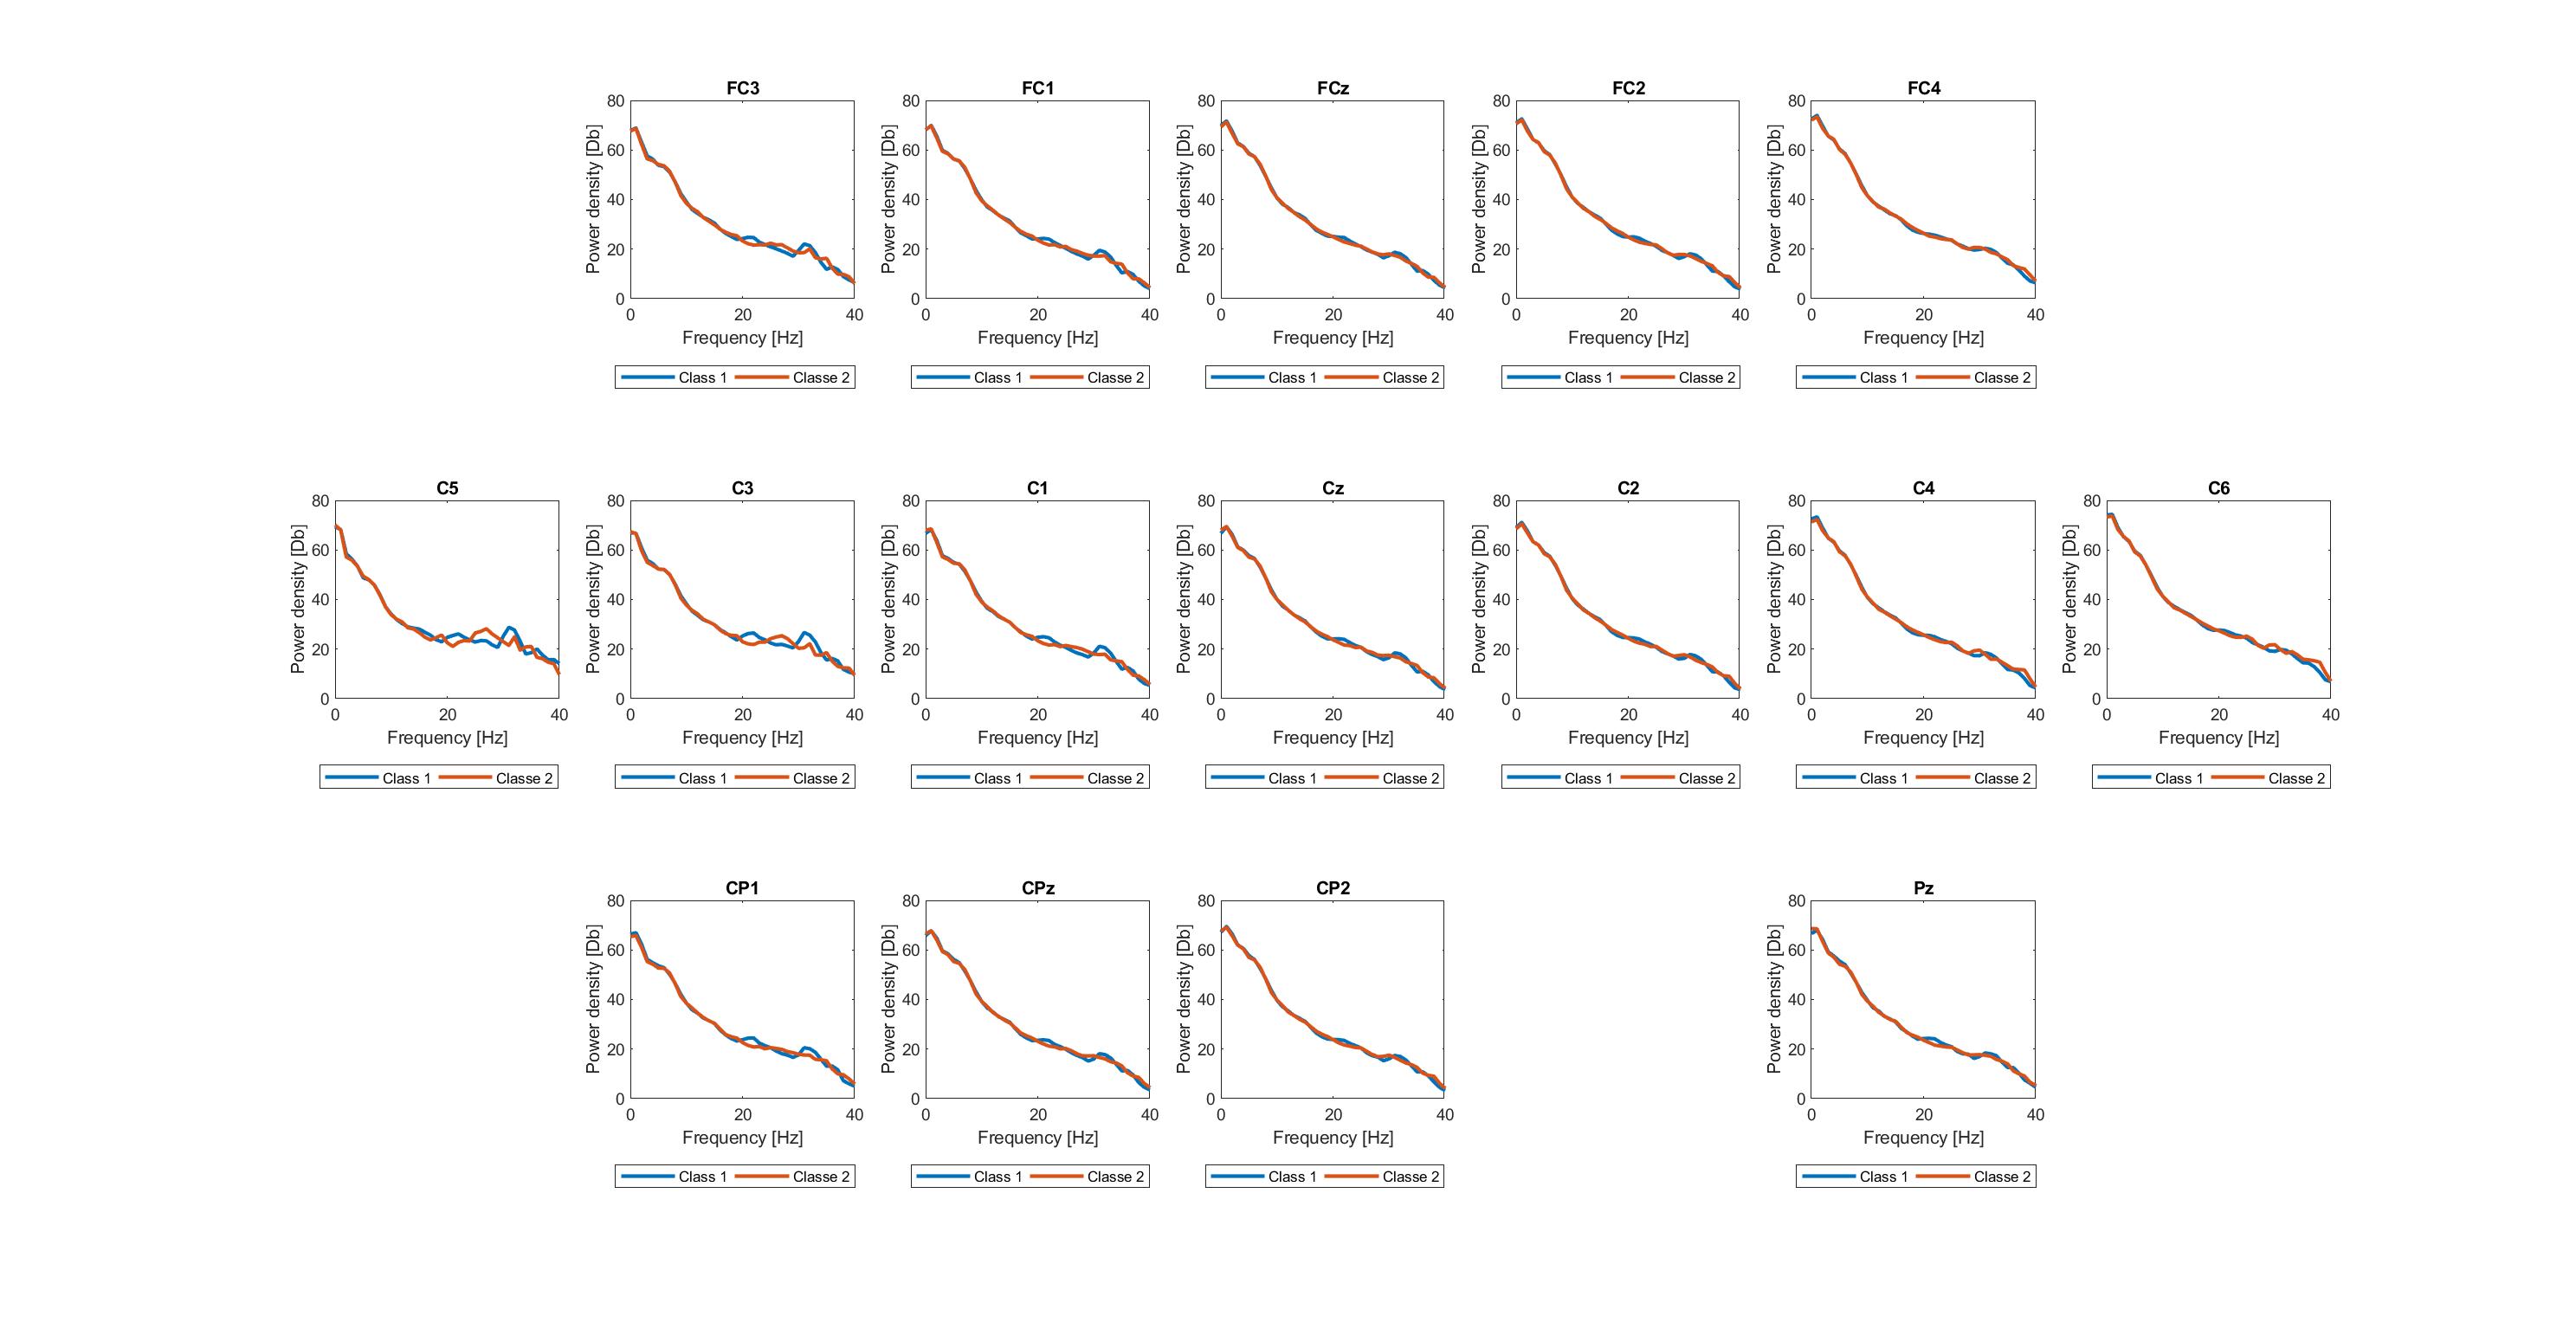 FC3 FC1 FCz FC2 FC4
80 80 80 80 80
60 60 60 60 60
40 40 40 40 40
20 20 20 20 20
0 0 0 0 0
Power density [Db] Power density [Db] Power density [Db] Power density [Db] Power density [Db]
0 20 40 0 20 40 0 20 40 0 20 40 0 20 40
Frequency [Hz] Frequency [Hz] Frequency [Hz] Frequency [Hz] Frequency [Hz]
Class 1 Classe 2 Class 1 Classe 2 Class 1 Classe 2 Class 1 Classe 2 Class 1 Classe 2
C5 C3 C1 Cz C2 C4 C6
80 80 80 80 80 80 80
60 60 60 60 60 60 60
40 40 40 40 40 40 40
20 20 20 20 20 20 20
0 0 0 0 0 0 0
Power density [Db] Power density [Db] Power density [Db] Power density [Db] Power density [Db] Power density [Db] Power density [Db]
0 20 40 0 20 40 0 20 40 0 20 40 0 20 40 0 20 40 0 20 40
Frequency [Hz] Frequency [Hz] Frequency [Hz] Frequency [Hz] Frequency [Hz] Frequency [Hz] Frequency [Hz]
Class 1 Classe 2 Class 1 Classe 2 Class 1 Classe 2 Class 1 Classe 2 Class 1 Classe 2 Class 1 Classe 2 Class 1 Classe 2
CP1 CPz CP2 Pz
80 80 80 80
60 60 60 60
40 40 40 40
20 20 20 20
0 0 0 0
Power density [Db] Power density [Db] Power density [Db] Power density [Db]
0 20 40 0 20 40 0 20 40 0 20 40
Frequency [Hz] Frequency [Hz] Frequency [Hz] Frequency [Hz]
Class 1 Classe 2 Class 1 Classe 2 Class 1 Classe 2 Class 1 Classe 2